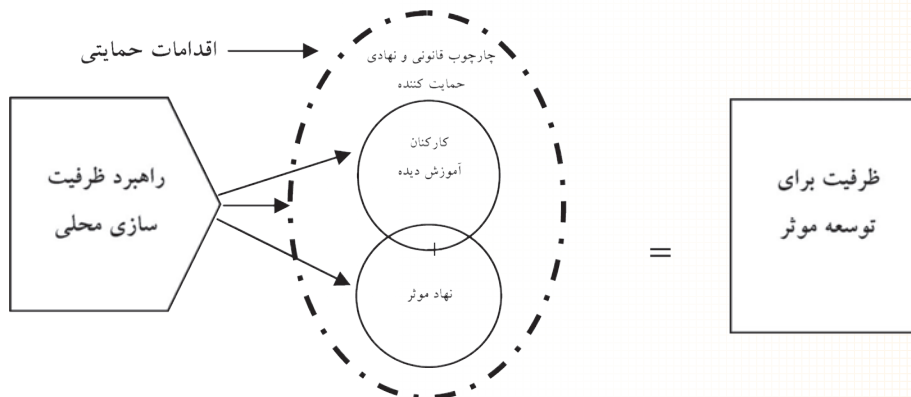 اقدامات حمایتی
چارچوب قانونی و نهادی
حمایت کننده
کارکنان
آموزش دیده
راهبرد ظرفیت
سازی محلی
+
نهاد موثر
=
ظرفیت برای
توسعه موثر